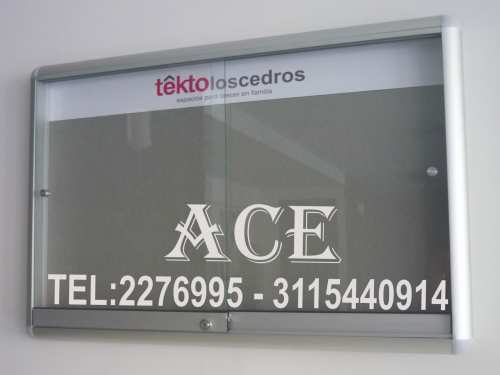 têktoloscedros
espacios para crecer en familia
ACE
TEL:2276995 - 3115440914